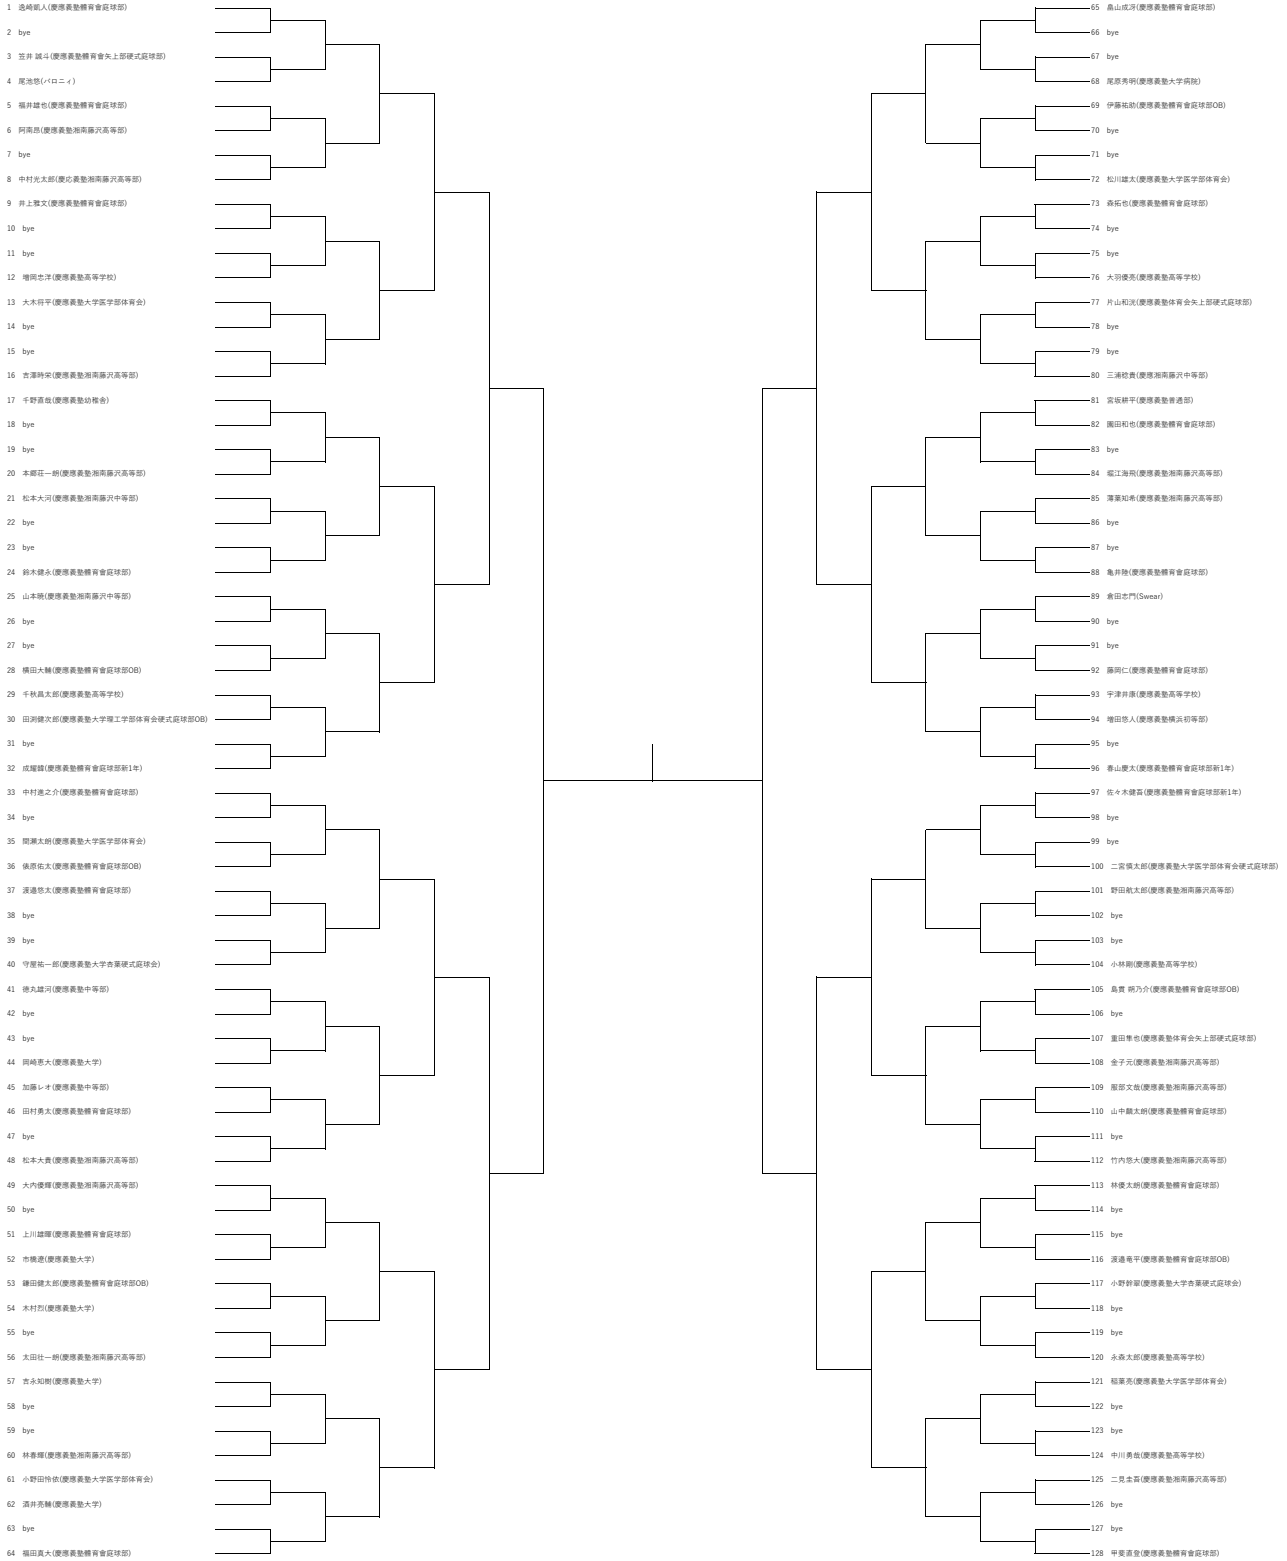 1 逸崎凱人(慶應義塾體育會庭球部)
2 bye
3 笠井 誠斗(慶應義塾體育會矢上部硬式庭球部)
4 尾池悠(バロニィ)
5 福井雄也(慶應義塾體育會庭球部)
6 阿南昂(慶應義塾湘南藤沢高等部)
7 bye
8 中村光太郎(慶応義塾湘南藤沢高等部)
9 井上雅文(慶應義塾體育會庭球部)
10 bye
11 bye
12 増岡忠洋(慶應義塾高等学校)
13 大木将平(慶應義塾大学医学部体育会)
14 bye
15 bye
16 吉澤時栄(慶應義塾湘南藤沢高等部)
17 千野直哉(慶應義塾幼稚舎)
18 bye
19 bye
20 本郷荘一朗(慶應義塾湘南藤沢高等部)
21 松本大河(慶應義塾湘南藤沢中等部)
22 bye
23 bye
24 鈴木健永(慶應義塾體育會庭球部)
25 山本暁(慶應義塾湘南藤沢中等部)
26 bye
27 bye
28 横田大輔(慶應義塾體育會庭球部OB)
29 千秋昌太郎(慶應義塾高等学校)
30 田渕健次郎(慶應義塾大学理工学部体育会硬式庭球部OB)
31 bye
32 成耀韓(慶應義塾體育會庭球部新1年)
33 中村進之介(慶應義塾體育會庭球部)
34 bye
35 間瀬太朗(慶應義塾大学医学部体育会)
36 俵原佑太(慶應義塾體育會庭球部OB)
37 渡邉悠太(慶應義塾體育會庭球部)
38 bye
39 bye
40 守屋祐一郎(慶應義塾大学杏葉硬式庭球会)
41 徳丸雄河(慶應義塾中等部)
42 bye
43 bye
44 岡崎恵大(慶應義塾大学)
45 加藤レオ(慶應義塾中等部)
46 田村勇太(慶應義塾體育會庭球部)
47 bye
48 松本大貴(慶應義塾湘南藤沢高等部)
49 大内優輝(慶應義塾湘南藤沢高等部)
50 bye
51 上川雄暉(慶應義塾體育會庭球部)
52 市橋遼(慶應義塾大学)
53 鎌田健太郎(慶應義塾體育會庭球部OB)
54 木村烈(慶應義塾大学)
55 bye
56 太田壮一朗(慶應義塾湘南藤沢高等部)
57 吉永知樹(慶應義塾大学)
58 bye
59 bye
60 林春輝(慶應義塾湘南藤沢高等部)
61 小野田怜依(慶應義塾大学医学部体育会)
62 酒井亮輔(慶應義塾大学)
63 bye
64 福田真大(慶應義塾體育會庭球部)
65 畠山成冴(慶應義塾體育會庭球部)
66 bye
67 bye
68 尾原秀明(慶應義塾大学病院)
69 伊藤祐助(慶應義塾體育會庭球部OB)
70 bye
71 bye
72 松川雄太(慶應義塾大学医学部体育会)
73 森拓也(慶應義塾體育會庭球部)
74 bye
75 bye
76 大羽優亮(慶應義塾高等学校)
77 片山和洸(慶應義塾体育会矢上部硬式庭球部)
78 bye
79 bye
80 三浦稔貴(慶應湘南藤沢中等部)
81 宮坂耕平(慶應義塾普通部)
82 園田和也(慶應義塾體育會庭球部)
83 bye
84 堀江海飛(慶應義塾湘南藤沢高等部)
85 薄葉知希(慶應義塾湘南藤沢高等部)
86 bye
87 bye
88 亀井陸(慶應義塾體育會庭球部)
89 倉田志門(Swear)
90 bye
91 bye
92 藤岡仁(慶應義塾體育會庭球部)
93 宇津井康(慶應義塾高等学校)
94 増田悠人(慶應義塾横浜初等部)
95 bye
96 春山慶太(慶應義塾體育會庭球部新1年)
97 佐々木健吾(慶應義塾體育會庭球部新1年)
98 bye
99 bye
100 二宮慎太郎(慶應義塾大学医学部体育会硬式庭球部)
101 野田航太郎(慶應義塾湘南藤沢高等部)
102 bye
103 bye
104 小林剛(慶應義塾高等学校)
105 島貫 朔乃介(慶應義塾體育會庭球部OB)
106 bye
107 重田隼也(慶應義塾体育会矢上部硬式庭球部)
108 金子元(慶應義塾湘南藤沢高等部)
109 服部文哉(慶應義塾湘南藤沢高等部)
110 山中麟太朗(慶應義塾體育會庭球部)
111 bye
112 竹内悠大(慶應義塾湘南藤沢高等部)
113 林優太朗(慶應義塾體育會庭球部)
114 bye
115 bye
116 渡邉竜平(慶應義塾體育會庭球部OB)
117 小野幹翠(慶應義塾大学杏葉硬式庭球会)
118 bye
119 bye
120 永森太郎(慶應義塾高等学校)
121 稲葉亮(慶應義塾大学医学部体育会)
122 bye
123 bye
124 中川勇哉(慶應義塾高等学校)
125 二見圭吾(慶應義塾湘南藤沢高等部)
126 bye
127 bye
128 甲斐直登(慶應義塾體育會庭球部)